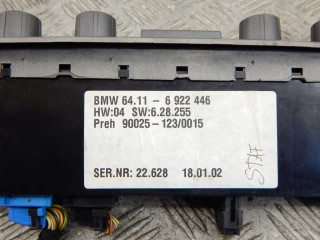 BMW 64.11 - 6 922 446
HW:04 SW:6.28.255
Preh 90025-123/0015
SER.NR: 22.628 18.01.02